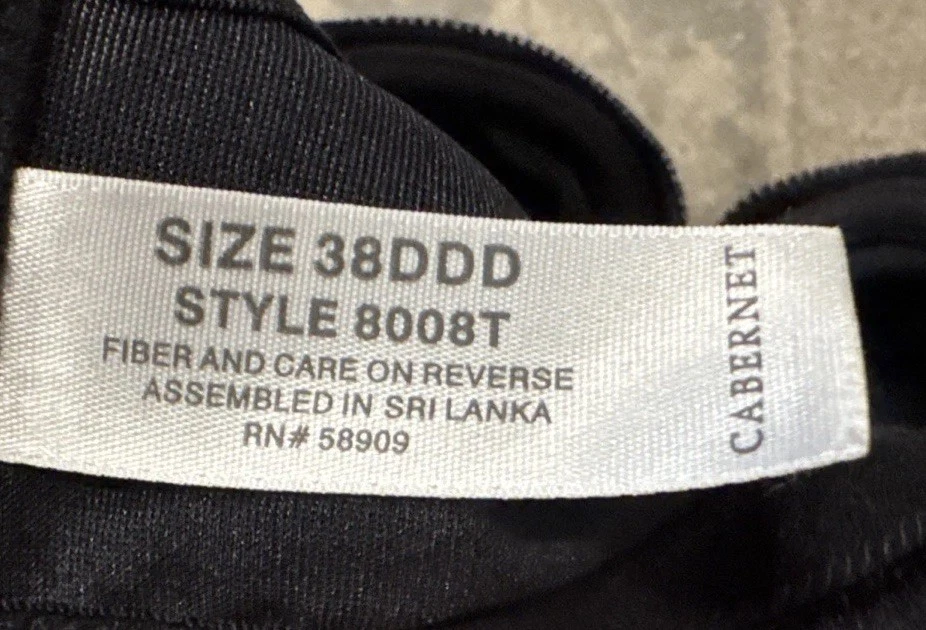 SIZE 38DDD
STYLE 8008T
FIBER AND CARE ON REVERSE
ASSEMBLED IN SRI LANKA
RN# 58909
CABERNET